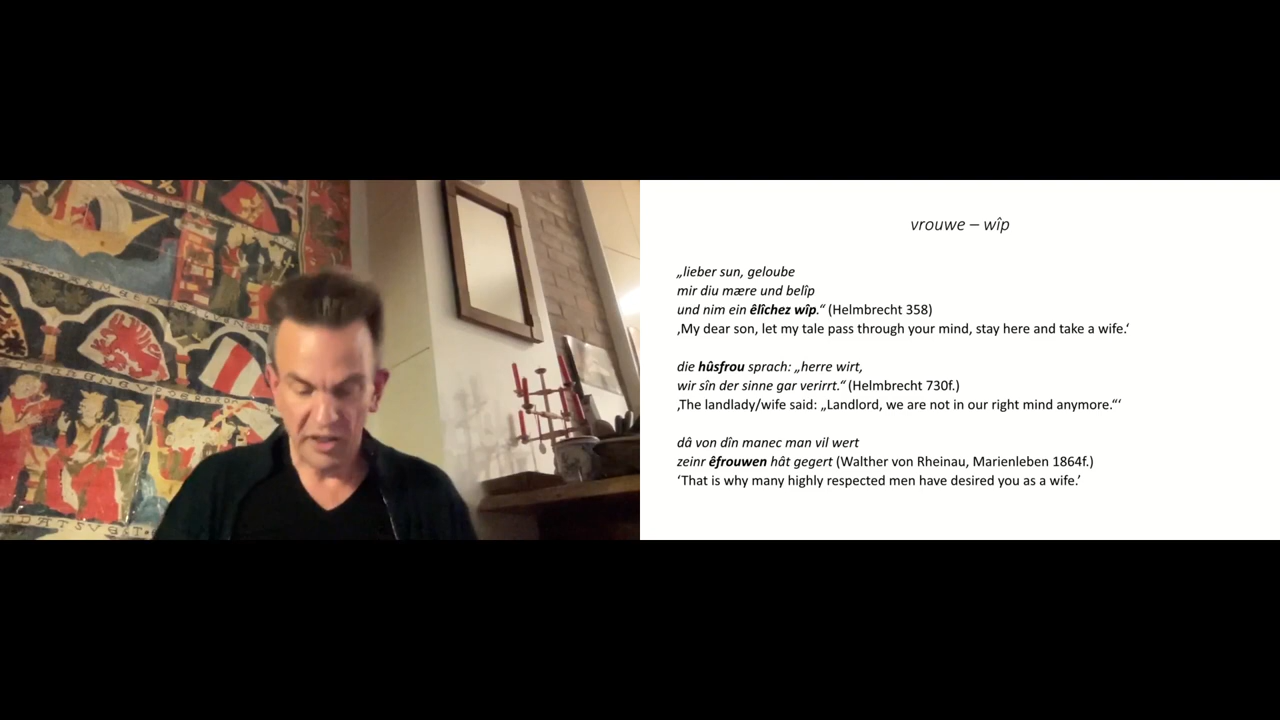 vrouwe – wîp
„lieber sun, geloube
mir diu mære und belîp
und nim ein êlîchez wîp.“ (Helmbrecht 358)
‚My dear son, let my tale pass through your mind, stay here and take a wife.‘
die hûsfrou sprach: „herre wirt,
wir sîn der sinne gar verirrt.“ (Helmbrecht 730f.)
‚The landlady/wife said: „Landlord, we are not in our right mind anymore.“‘
dâ von dîn manec man vil wert
zeinr êfrouwen hât gegert (Walther von Rheinau, Marienleben 1864f.)
‘That is why many highly respected men have desired you as a wife.’